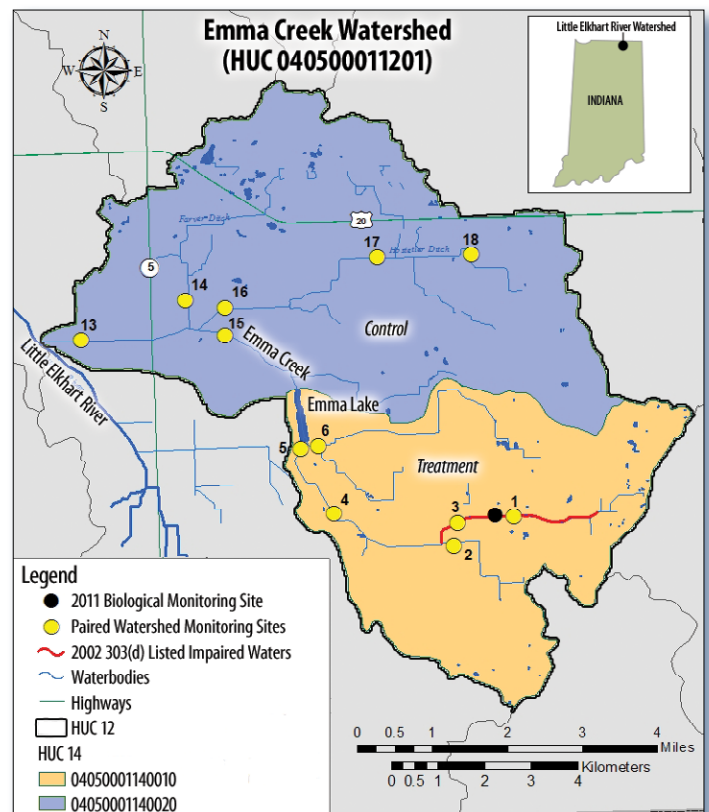 Emma Creek Watershed
(HUC 040500011201)
N
W
E
S
Little Elkhart River Watershed
INDIANA
Farver Ditch
20
17
18
Hostetler Ditch
5
14
16
15
13
Control
Emma Creek
Little Elkhart River
Emma Lake
6
5
Treatment
4
3
1
2
Legend
2011 Biological Monitoring Site
Paired Watershed Monitoring Sites
2002 303(d) Listed Impaired Waters
Waterbodies
Highways
HUC 12
HUC 14
04050001140010
04050001140020
0 0.5 1 2 3 4
Miles
Kilometers
0 0.5 1 2 3 4